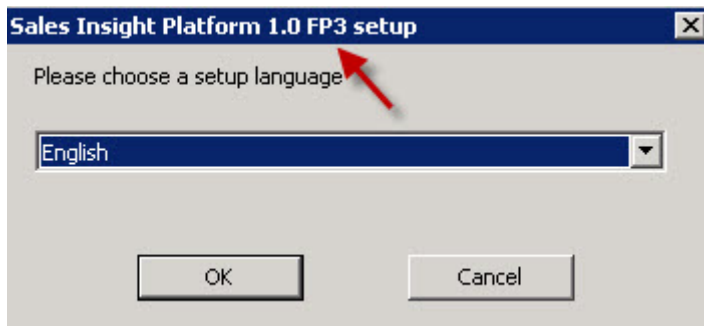 Sales Insight Platform 1.0 FP3 setup
Please choose a setup language
English
OK
Cancel